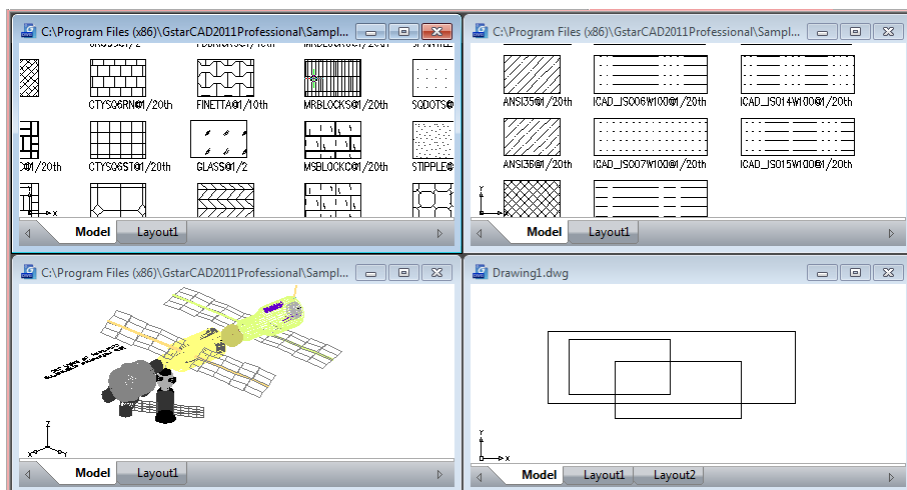 C:\Program Files (x86)\GstarCAD2011Professional\Sampl...
CTYSQ6RN@1/20th FINETTA@1/10th MRBLOCKS@1/20th SQDOTS@
@1/20th CTYSQ6ST@1/20th GLASS@1/2 MSBLOCKC@1/20th STIPPLE@
X
Model Layout1
C:\Program Files (x86)\GstarCAD2011Professional\Sampl...
ANSI35@1/20th ICAD_ISO06W100@1/20th ICAD_ISO14W100@1/20th
ANSI36@1/20th ICAD_ISO07W100@1/20th ICAD_ISO15W100@1/20th
Y
X
Model Layout1
C:\Program Files (x86)\GstarCAD2011Professional\Sampl...
Z
X Y
Model Layout1
Drawing1.dwg
Y
X
Model Layout1 Layout2